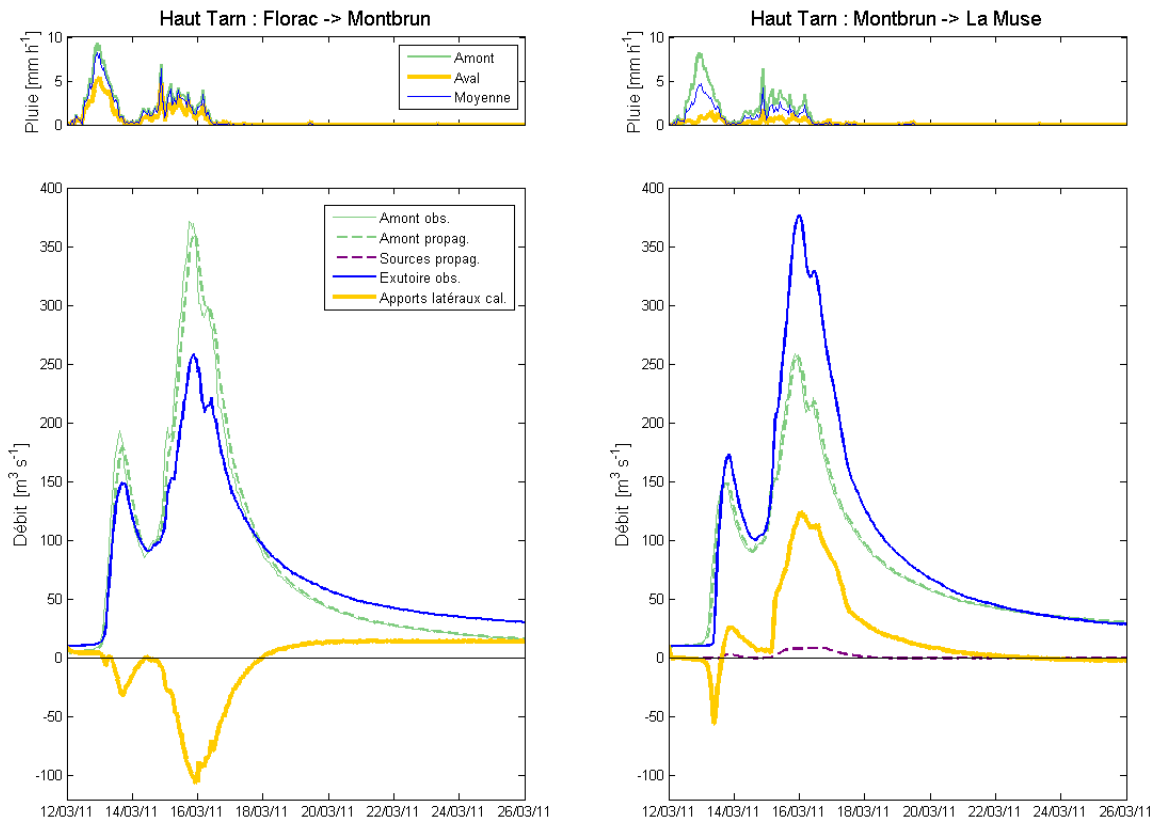 Haut Tarn : Florac -> Montbrun
Pluie [mm h-1]
10
5
0
Amont
Aval
Moyenne
Débit [m3 s-1]
400
350
300
250
200
150
100
50
0
-50
-100
Amont obs.
Amont propag.
Sources propag.
Exutoire obs.
Apports latéraux cal.
12/03/11 14/03/11 16/03/11 18/03/11 20/03/11 22/03/11 24/03/11 26/03/11
Haut Tarn : Montbrun -> La Muse
Pluie [mm h-1]
10
5
0
Débit [m3 s-1]
400
350
300
250
200
150
100
50
0
-50
-100
12/03/11 14/03/11 16/03/11 18/03/11 20/03/11 22/03/11 24/03/11 26/03/11